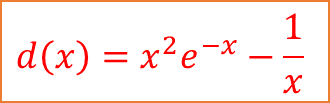 d(x) = x²e⁻ˣ − 1/x